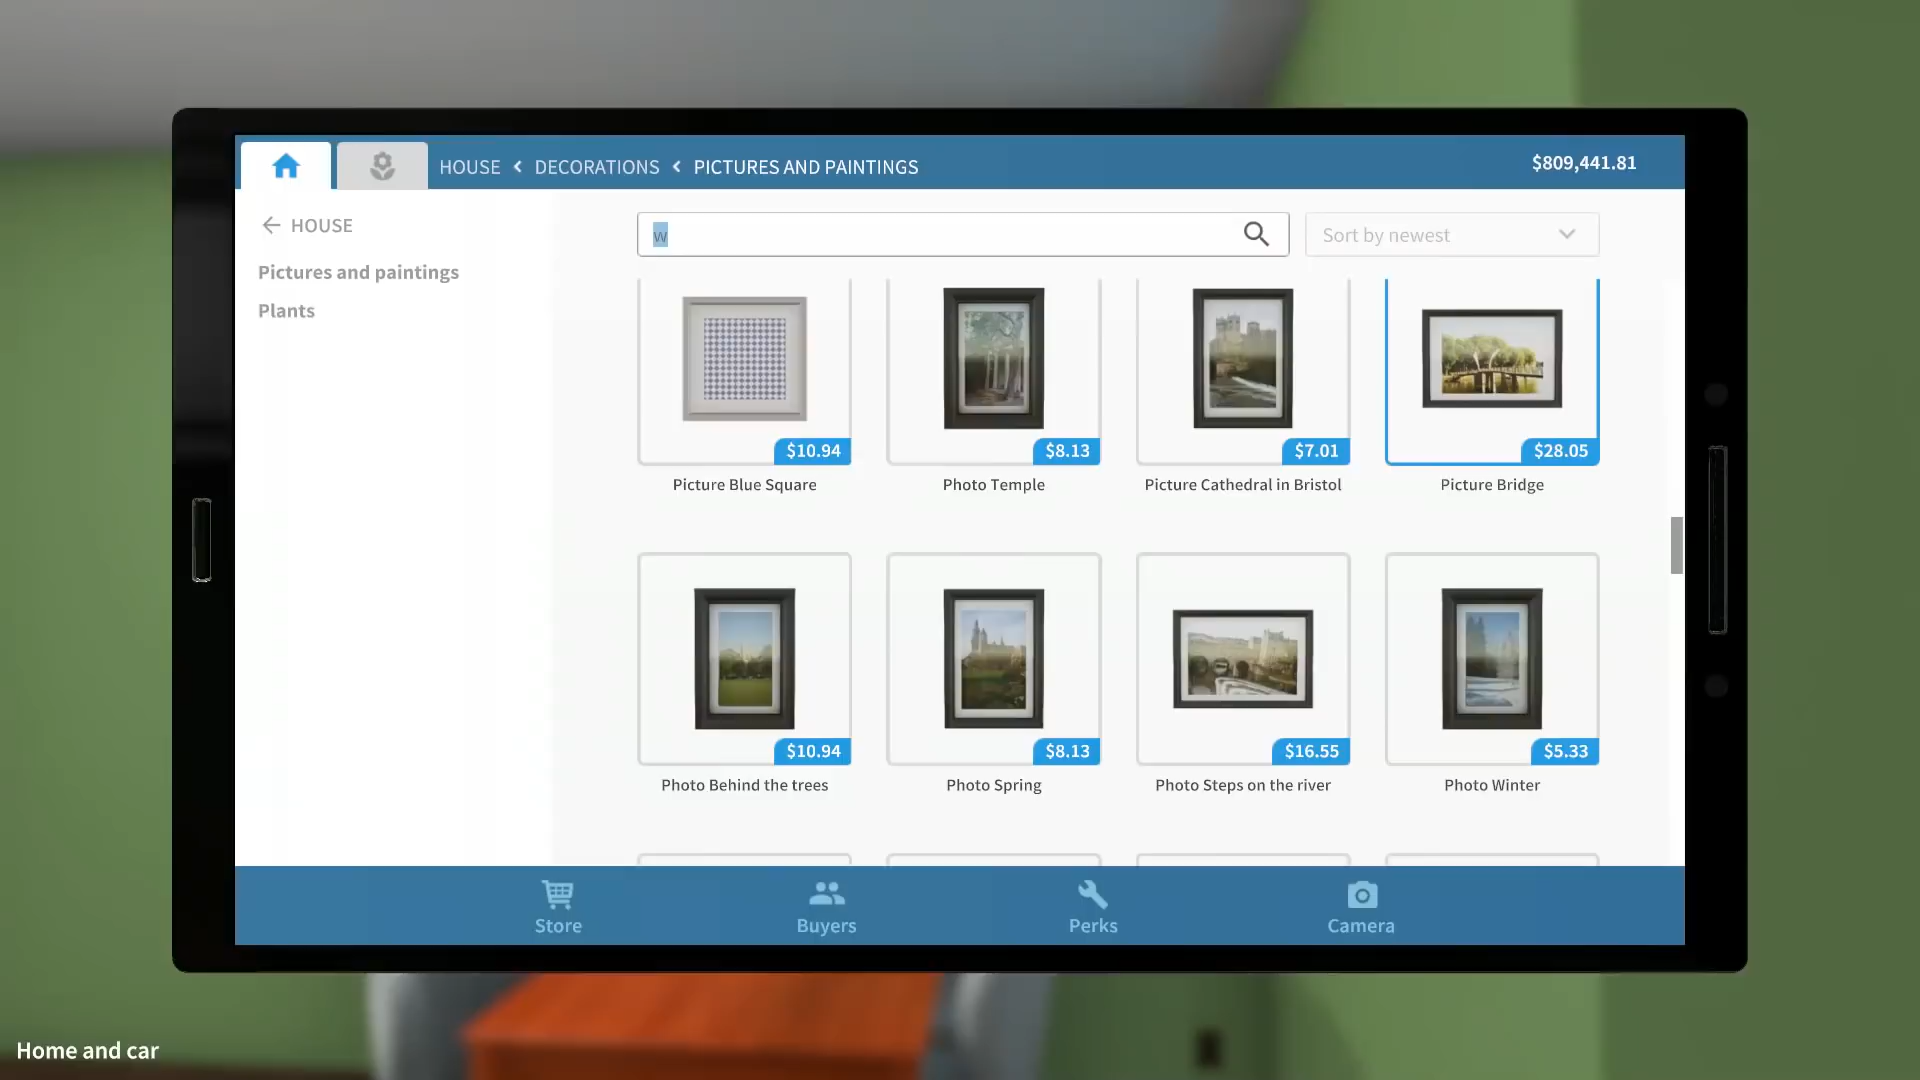 HOUSE < DECORATIONS < PICTURES AND PAINTINGS
$809,441.81
HOUSE
Pictures and paintings
Plants
w
Sort by newest
$10.94
$8.13
$7.01
$28.05
Picture Blue Square
Photo Temple
Picture Cathedral in Bristol
Picture Bridge
$10.94
$8.13
$16.55
$5.33
Photo Behind the trees
Photo Spring
Photo Steps on the river
Photo Winter
Store
Buyers
Perks
Camera
Home and car